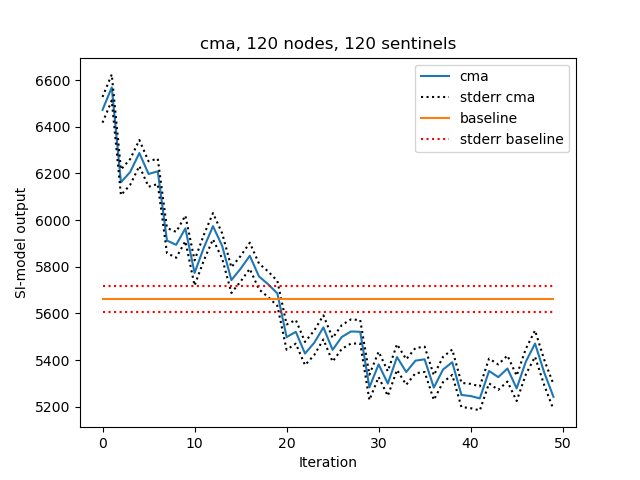 cma, 120 nodes, 120 sentinels
cma
stderr cma
baseline
stderr baseline
SI-model output
6600
6400
6200
6000
5800
5600
5400
5200
0 10 20 30 40 50
Iteration